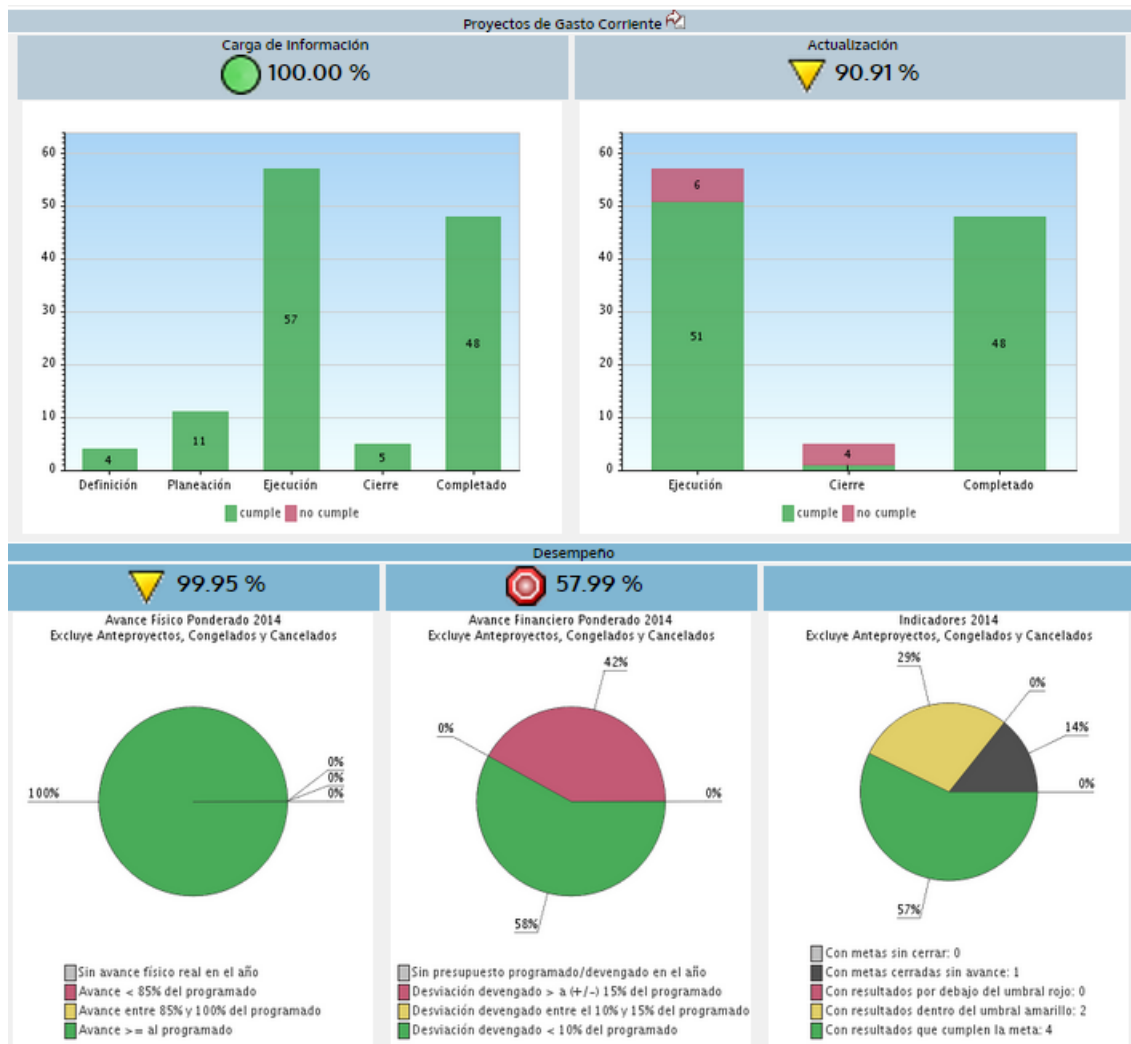 Proyectos de Gasto Corriente
Carga de Información
100.00 %
Actualización
90.91 %
60
50
40
30
20
10
0
4
11
57
5
48
Definición
Planeación
Ejecución
Cierre
Completado
cumple
no cumple
60
50
40
30
20
10
0
6
51
4
1
48
Ejecución
Cierre
Completado
cumple
no cumple
Desempeño
99.95 %
57.99 %
Avance Físico Ponderado 2014
Excluye Anteproyectos, Congelados y Cancelados
100%
0%
0%
0%
Sin avance físico real en el año
Avance < 85% del programado
Avance entre 85% y 100% del programado
Avance >= al programado
Avance Financiero Ponderado 2014
Excluye Anteproyectos, Congelados y Cancelados
42%
0%
0%
58%
Sin presupuesto programado/devengado en el año
Desviación devengado > a (+/-) 15% del programado
Desviación devengado entre el 10% y 15% del programado
Desviación devengado < 10% del programado
Indicadores 2014
Excluye Anteproyectos, Congelados y Cancelados
29%
0%
14%
0%
57%
Con metas sin cerrar: 0
Con metas cerradas sin avance: 1
Con resultados por debajo del umbral rojo: 0
Con resultados dentro del umbral amarillo: 2
Con resultados que cumplen la meta: 4